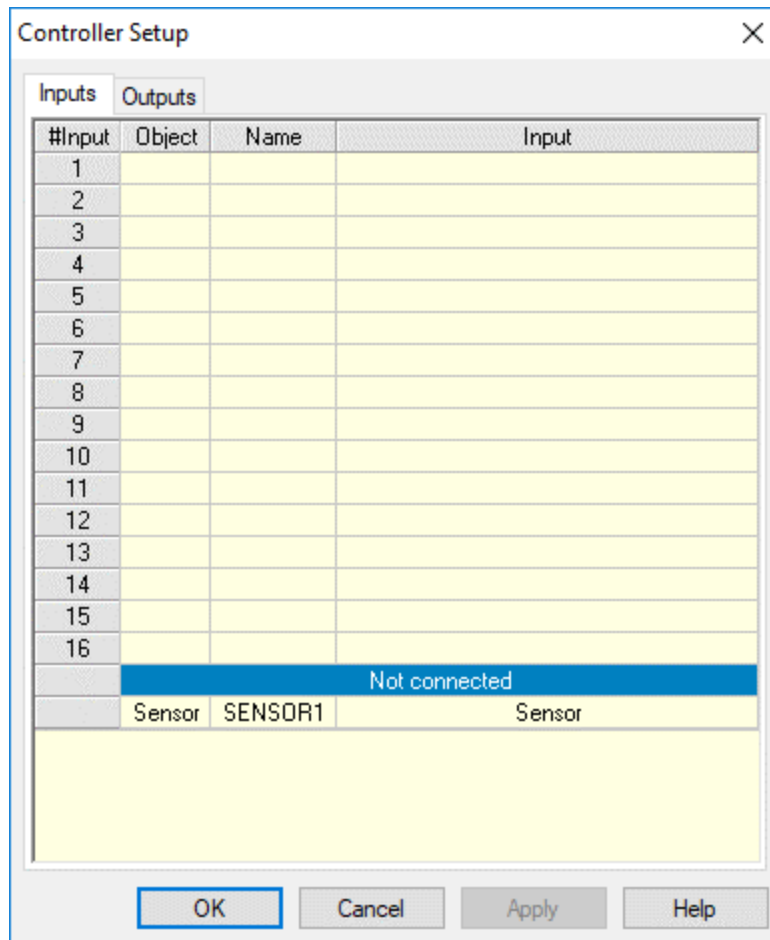 Controller Setup
Inputs Outputs
#Input Object Name Input
1
2
3
4
5
6
7
8
9
10
11
12
13
14
15
16
Not connected
Sensor SENSOR1 Sensor
OK Cancel Apply Help